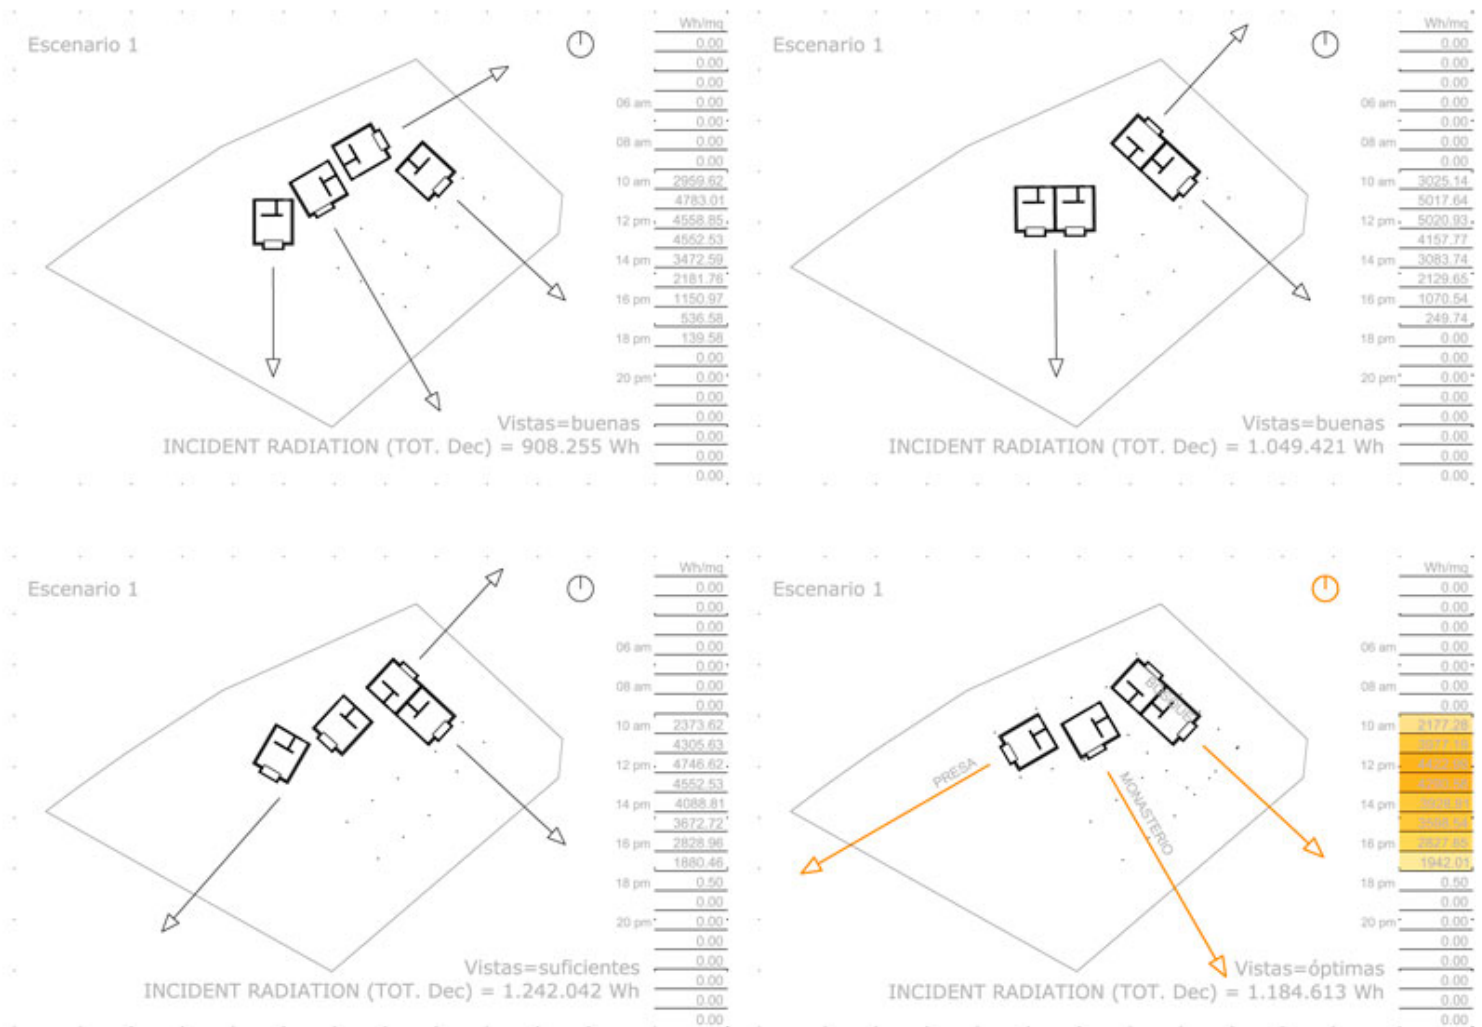 Escenario 1
Wh/mq
0.00
0.00
0.00
06 am 0.00
0.00
08 am 0.00
0.00
10 am 2959.62
4783.01
12 pm 4558.85
4552.53
14 pm 3472.59
2181.76
16 pm 1150.97
536.58
18 pm 139.58
0.00
20 pm 0.00
0.00
0.00
0.00
0.00
0.00
Vistas=buenas
INCIDENT RADIATION (TOT. Dec) = 908.255 Wh
Escenario 1
Wh/mq
0.00
0.00
0.00
06 am 0.00
0.00
08 am 0.00
0.00
10 am 3025.14
5017.64
12 pm 5020.93
4157.77
14 pm 3083.74
2129.65
16 pm 1070.54
249.74
18 pm 0.00
0.00
20 pm 0.00
0.00
0.00
0.00
0.00
0.00
Vistas=buenas
INCIDENT RADIATION (TOT. Dec) = 1.049.421 Wh
Escenario 1
Wh/mq
0.00
0.00
0.00
06 am 0.00
0.00
08 am 0.00
0.00
10 am 2373.62
4305.63
12 pm 4746.62
4552.53
14 pm 4088.81
3672.72
16 pm 2828.96
1880.46
18 pm 0.50
0.00
20 pm 0.00
0.00
0.00
0.00
0.00
0.00
Vistas=suficientes
INCIDENT RADIATION (TOT. Dec) = 1.242.042 Wh
Escenario 1
BOSQUE
PRESA
MONASTERIO
Wh/mq
0.00
0.00
0.00
06 am 0.00
0.00
08 am 0.00
0.00
10 am 2177.28
12 pm
14 pm
16 pm 2827.65
1942.01
18 pm 0.50
0.00
20 pm 0.00
0.00
0.00
0.00
0.00
0.00
Vistas=óptimas
INCIDENT RADIATION (TOT. Dec) = 1.184.613 Wh